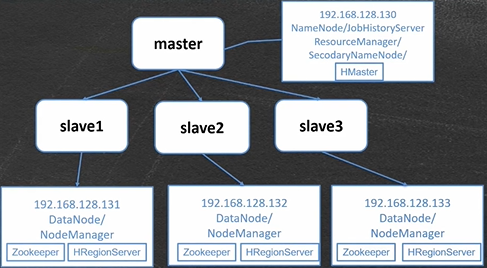 master
192.168.128.130
NameNode/JobHistoryServer
ResourceManager/
SecodaryNameNode/
HMaster
slave1
slave2
slave3
192.168.128.131
DataNode/
NodeManager
Zookeeper
HRegionServer
192.168.128.132
DataNode/
NodeManager
Zookeeper
HRegionServer
192.168.128.133
DataNode/
NodeManager
Zookeeper
HRegionServer